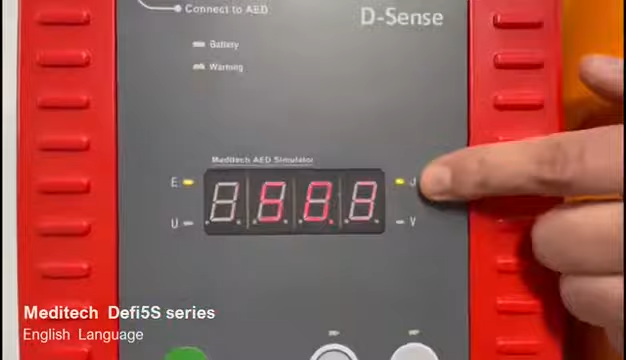 Connect to AED
D-Sense
Battery
Warning
Meditech AED Simulator
E
J
U
V
Meditech Defi5S series
English Language